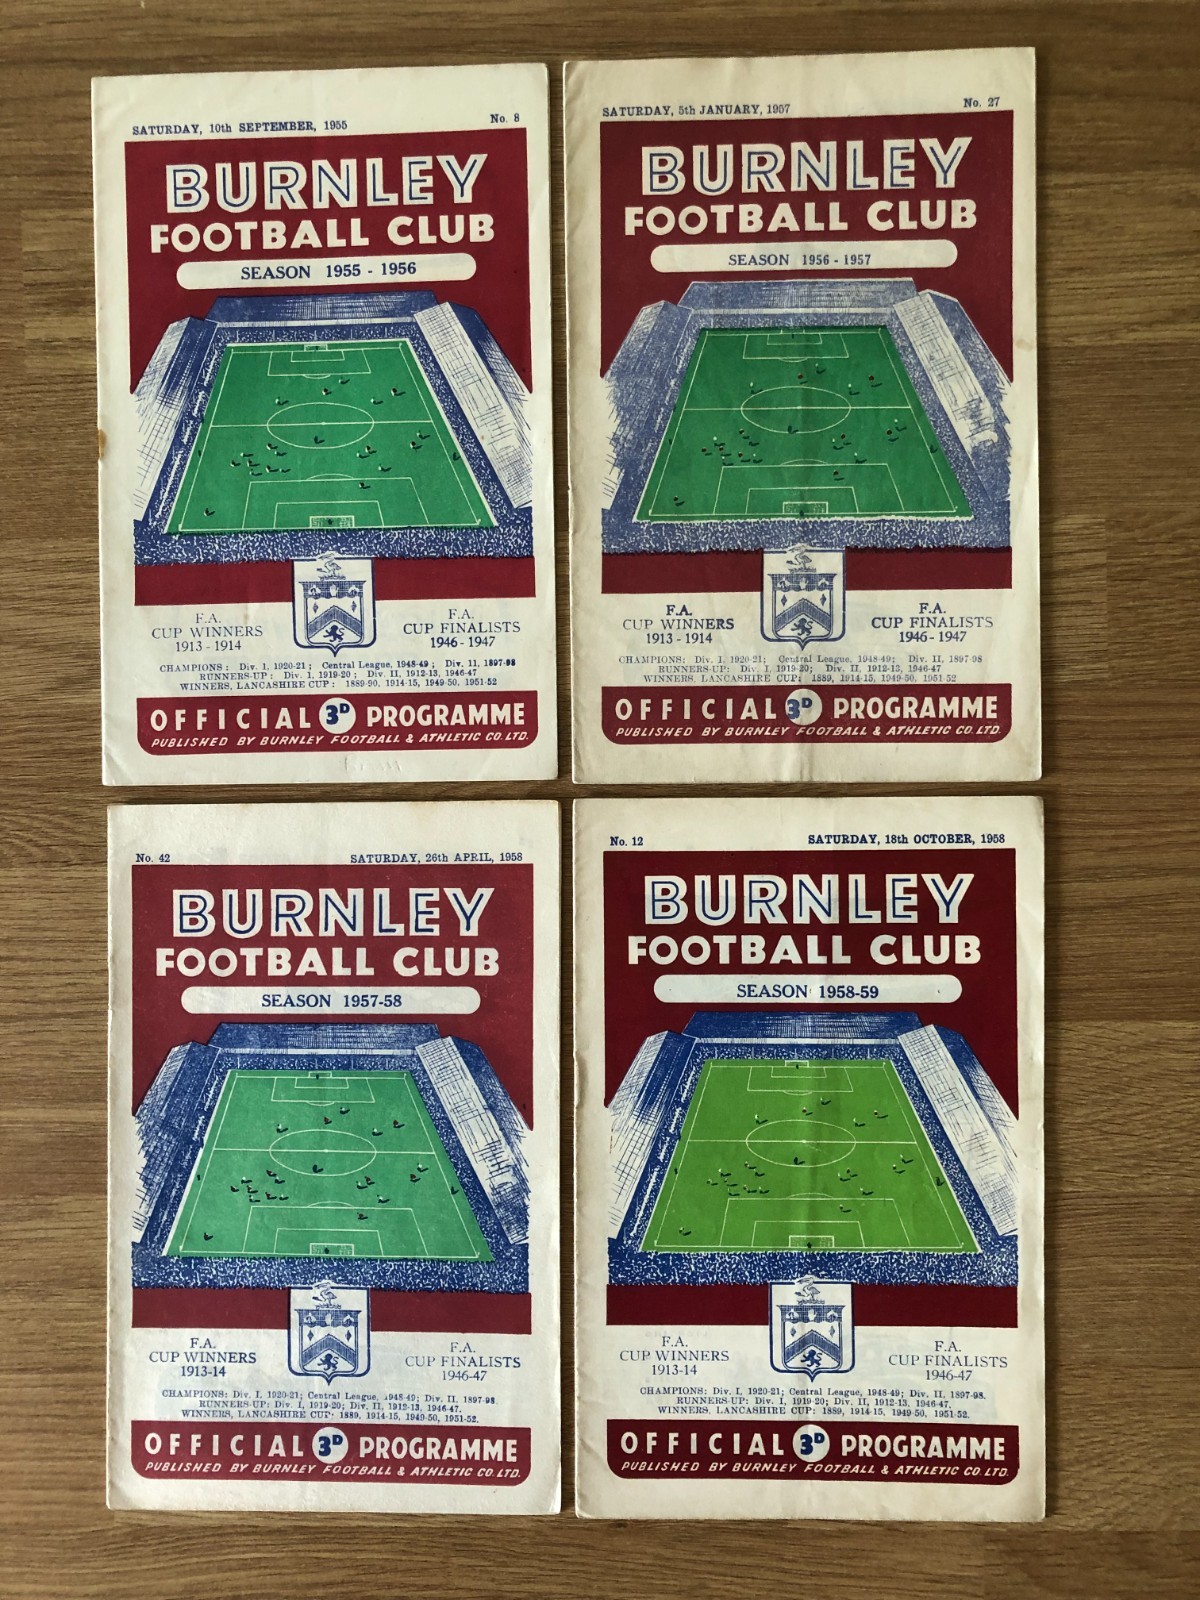 SATURDAY, 10th SEPTEMBER, 1955 No. 8
BURNLEY
FOOTBALL CLUB
SEASON 1955 - 1956
F.A.
CUP WINNERS
1913 - 1914
F.A.
CUP FINALISTS
1946 - 1947
CHAMPIONS: Div. I, 1920-21; Central League, 1948-49; Div. II, 1897-98
RUNNERS-UP: Div. I, 1919-20; Div. II, 1912-13, 1946-47
WINNERS, LANCASHIRE CUP: 1889-90, 1914-15, 1949-50, 1951-52
OFFICIAL 3D PROGRAMME
PUBLISHED BY BURNLEY FOOTBALL & ATHLETIC CO. LTD.
SATURDAY, 5th JANUARY, 1957 No. 27
BURNLEY
FOOTBALL CLUB
SEASON 1956 - 1957
F.A.
CUP WINNERS
1913 - 1914
F.A.
CUP FINALISTS
1946 - 1947
CHAMPIONS: Div. I, 1920-21; Central League, 1948-49; Div. II, 1897-98
RUNNERS-UP: Div. I, 1919-20; Div. II, 1912-13, 1946-47
WINNERS, LANCASHIRE CUP: 1889, 1914-15, 1949-50, 1951-52
OFFICIAL 3D PROGRAMME
PUBLISHED BY BURNLEY FOOTBALL & ATHLETIC CO. LTD.
No. 42 SATURDAY, 26th APRIL, 1958
BURNLEY
FOOTBALL CLUB
SEASON 1957-58
F.A.
CUP WINNERS
1913-14
F.A.
CUP FINALISTS
1946-47
CHAMPIONS: Div. I, 1920-21; Central League, 1948-49; Div. II, 1897-98.
RUNNERS-UP: Div. I, 1919-20; Div. II, 1912-13, 1946-47.
WINNERS, LANCASHIRE CUP: 1889, 1914-15, 1949-50, 1951-52.
OFFICIAL 3D PROGRAMME
PUBLISHED BY BURNLEY FOOTBALL & ATHLETIC CO. LTD.
No. 12 SATURDAY, 18th OCTOBER, 1958
BURNLEY
FOOTBALL CLUB
SEASON 1958-59
F.A.
CUP WINNERS
1913-14
F.A.
CUP FINALISTS
1946-47
CHAMPIONS: Div. I, 1920-21; Central League, 1948-49; Div. II, 1897-98.
RUNNERS-UP: Div. I, 1919-20; Div. II, 1912-13, 1946-47.
WINNERS, LANCASHIRE CUP: 1889, 1914-15, 1949-50, 1951-52.
OFFICIAL 3D PROGRAMME
PUBLISHED BY BURNLEY FOOTBALL & ATHLETIC CO. LTD.